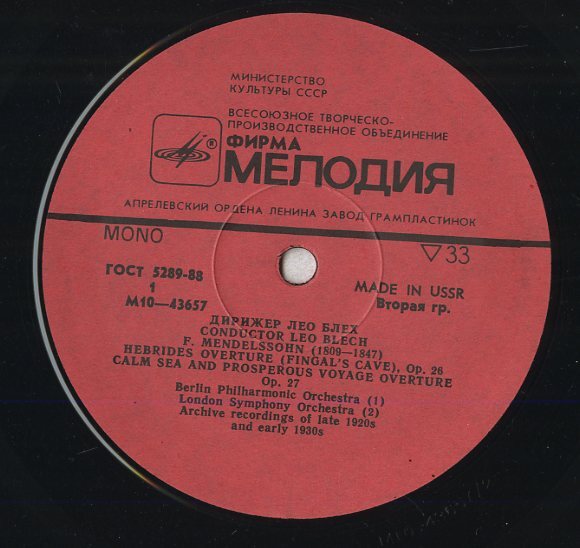 МИНИСТЕРСТВО
КУЛЬТУРЫ СССР
ВСЕСОЮЗНОЕ ТВОРЧЕСКО-
ПРОИЗВОДСТВЕННОЕ ОБЪЕДИНЕНИЕ
®
ФИРМА
МЕЛОДИЯ
АПРЕЛЕВСКИЙ ОРДЕНА ЛЕНИНА ЗАВОД ГРАМПЛАСТИНОК
MONO
▽33
ГОСТ 5289-88
1
М10—43657
MADE IN USSR
Вторая гр.
ДИРИЖЕР ЛЕО БЛЕХ
CONDUCTOR LEO BLECH
F. MENDELSSOHN (1809—1847)
HEBRIDES OVERTURE (FINGAL'S CAVE), Op. 26
CALM SEA AND PROSPEROUS VOYAGE OVERTURE
Op. 27
Berlin Philharmonic Orchestra (1)
London Symphony Orchestra (2)
Archive recordings of late 1920s
and early 1930s